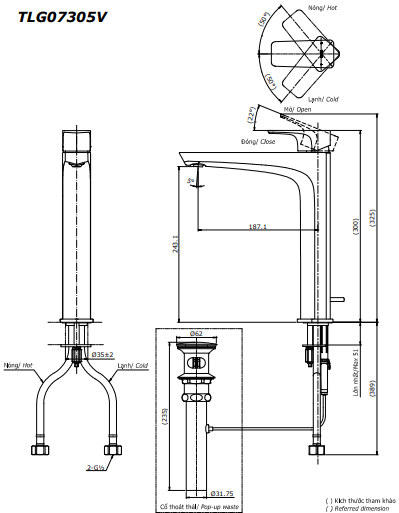 TLG07305V
Nóng/ Hot
(50°)
(50°)
Lạnh/ Cold
Mở/ Open
(22°)
Đóng/ Close
5°
187.1
243.1
(300)
(325)
Ø62
Nóng/ Hot
Ø35±2
Lạnh/ Cold
Lớn nhất(Max 5)
(389)
(235)
2-G½
Ø31.75
Cổ thoát thải/ Pop-up waste
( ) Kích thước tham khảo
( ) Referred dimension